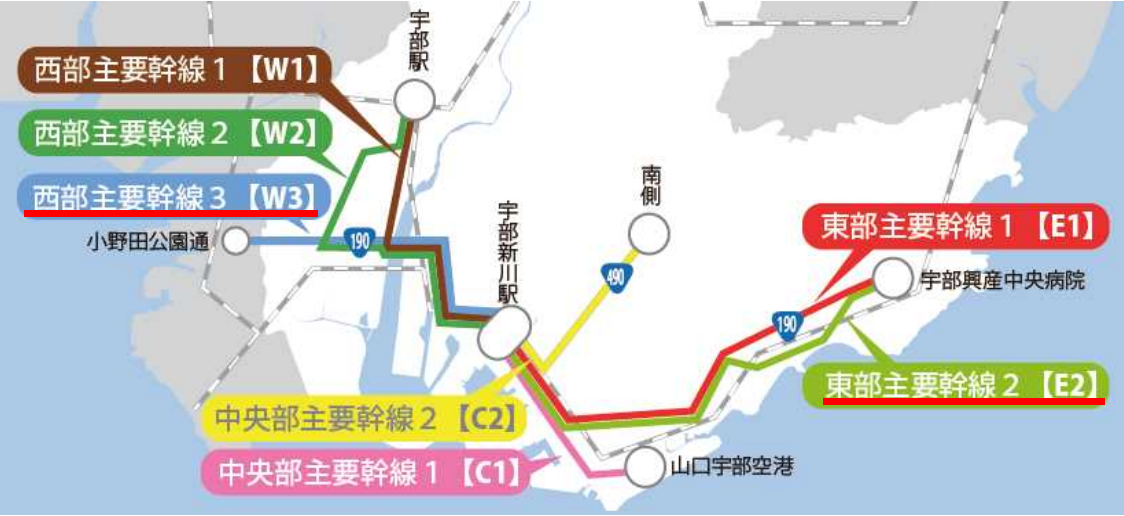 宇部駅
西部主要幹線1【W1】
西部主要幹線2【W2】
西部主要幹線3【W3】
小野田公園通
190
宇部新川駅
南側
490
東部主要幹線1【E1】
宇部興産中央病院
190
東部主要幹線2【E2】
中央部主要幹線2【C2】
中央部主要幹線1【C1】
山口宇部空港